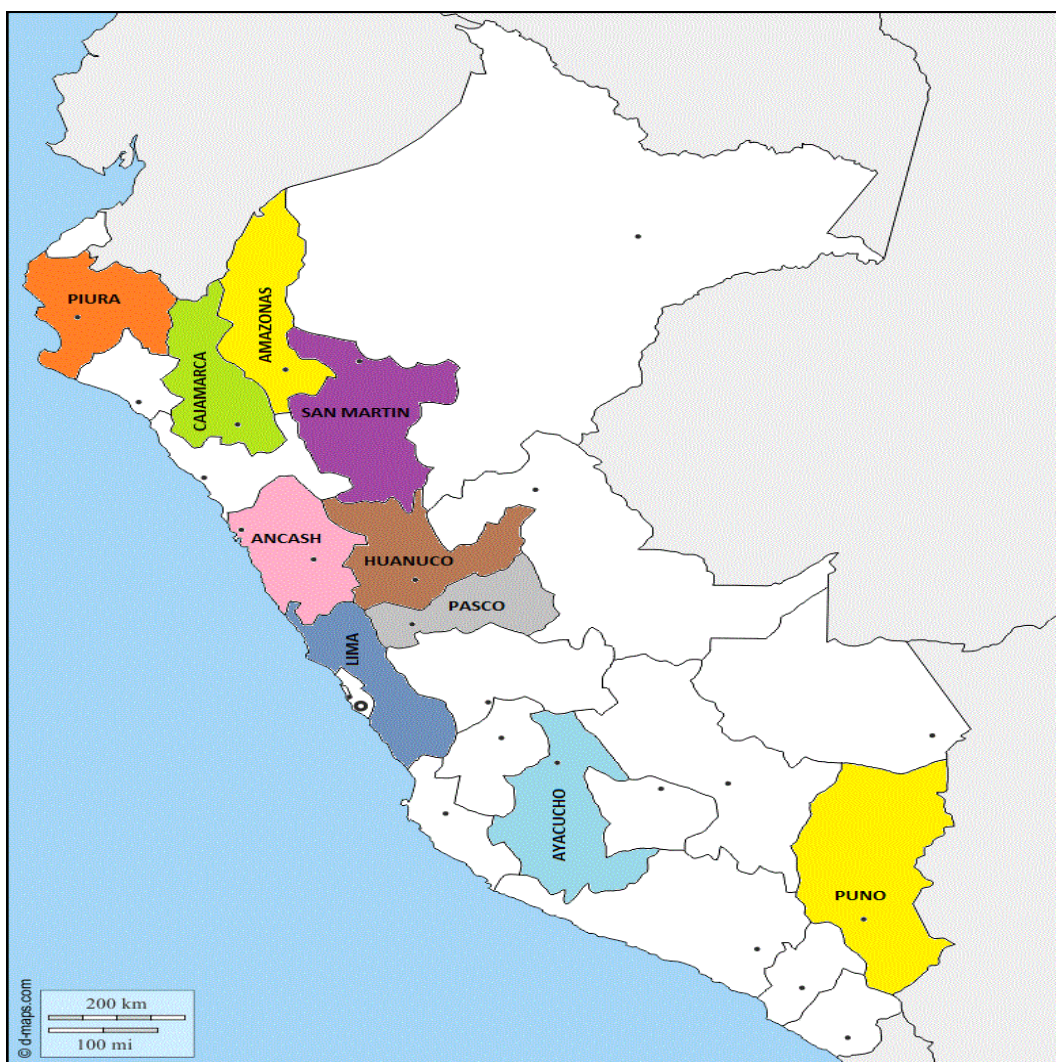 PIURA
CAJAMARCA
AMAZONAS
SAN MARTIN
ANCASH
HUANUCO
PASCO
LIMA
AYACUCHO
PUNO
200 km
100 mi
© d-maps.com